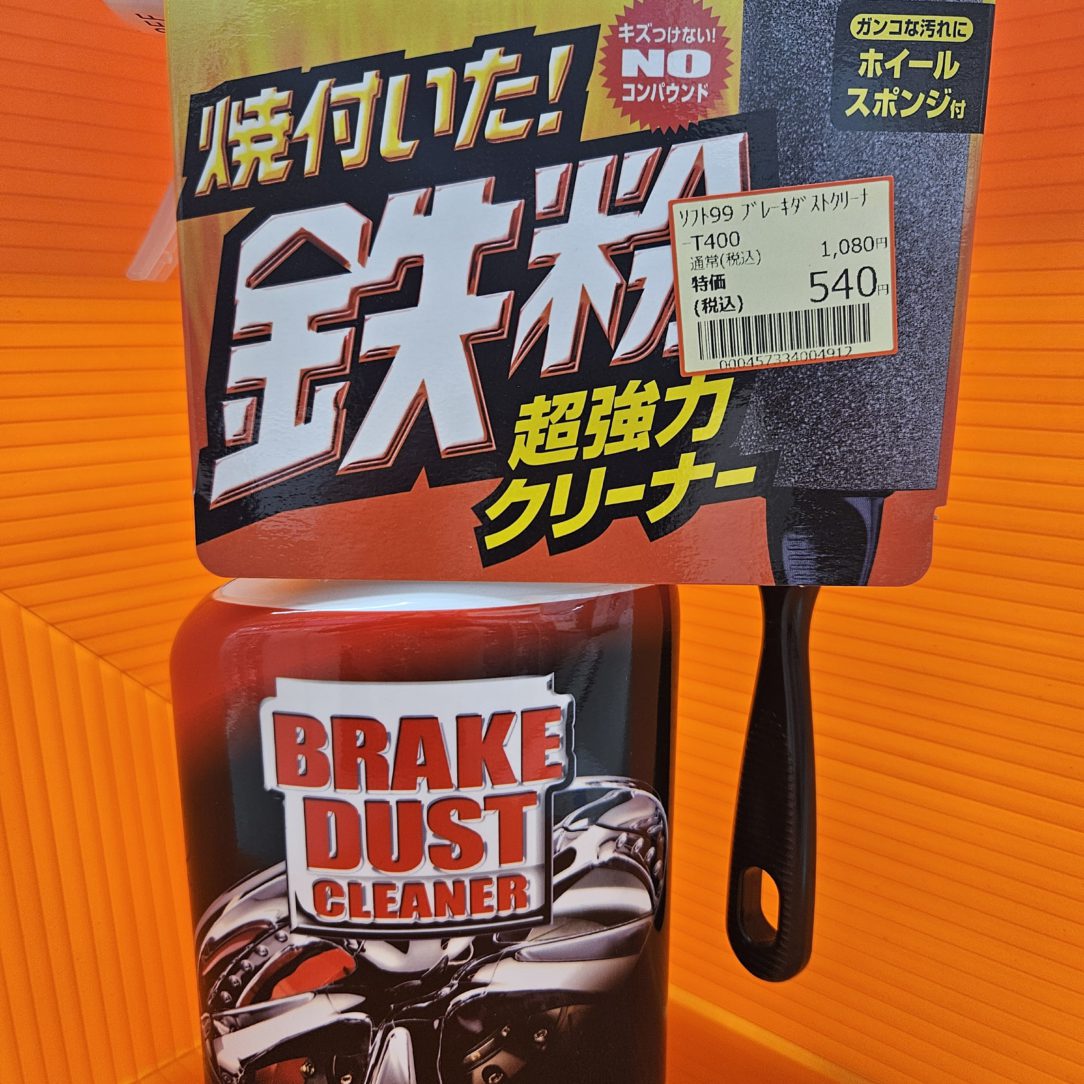 キズつけない!
NO
コンパウンド
ガンコな汚れに
ホイール
スポンジ付
焼付いた!
鉄粉
超強力
クリーナー
ソフト99 ブレーキダストクリーナ
-T400
通常(税込) 1,080円
特価
(税込) 540円
0000457334004912
BRAKE
DUST
CLEANER